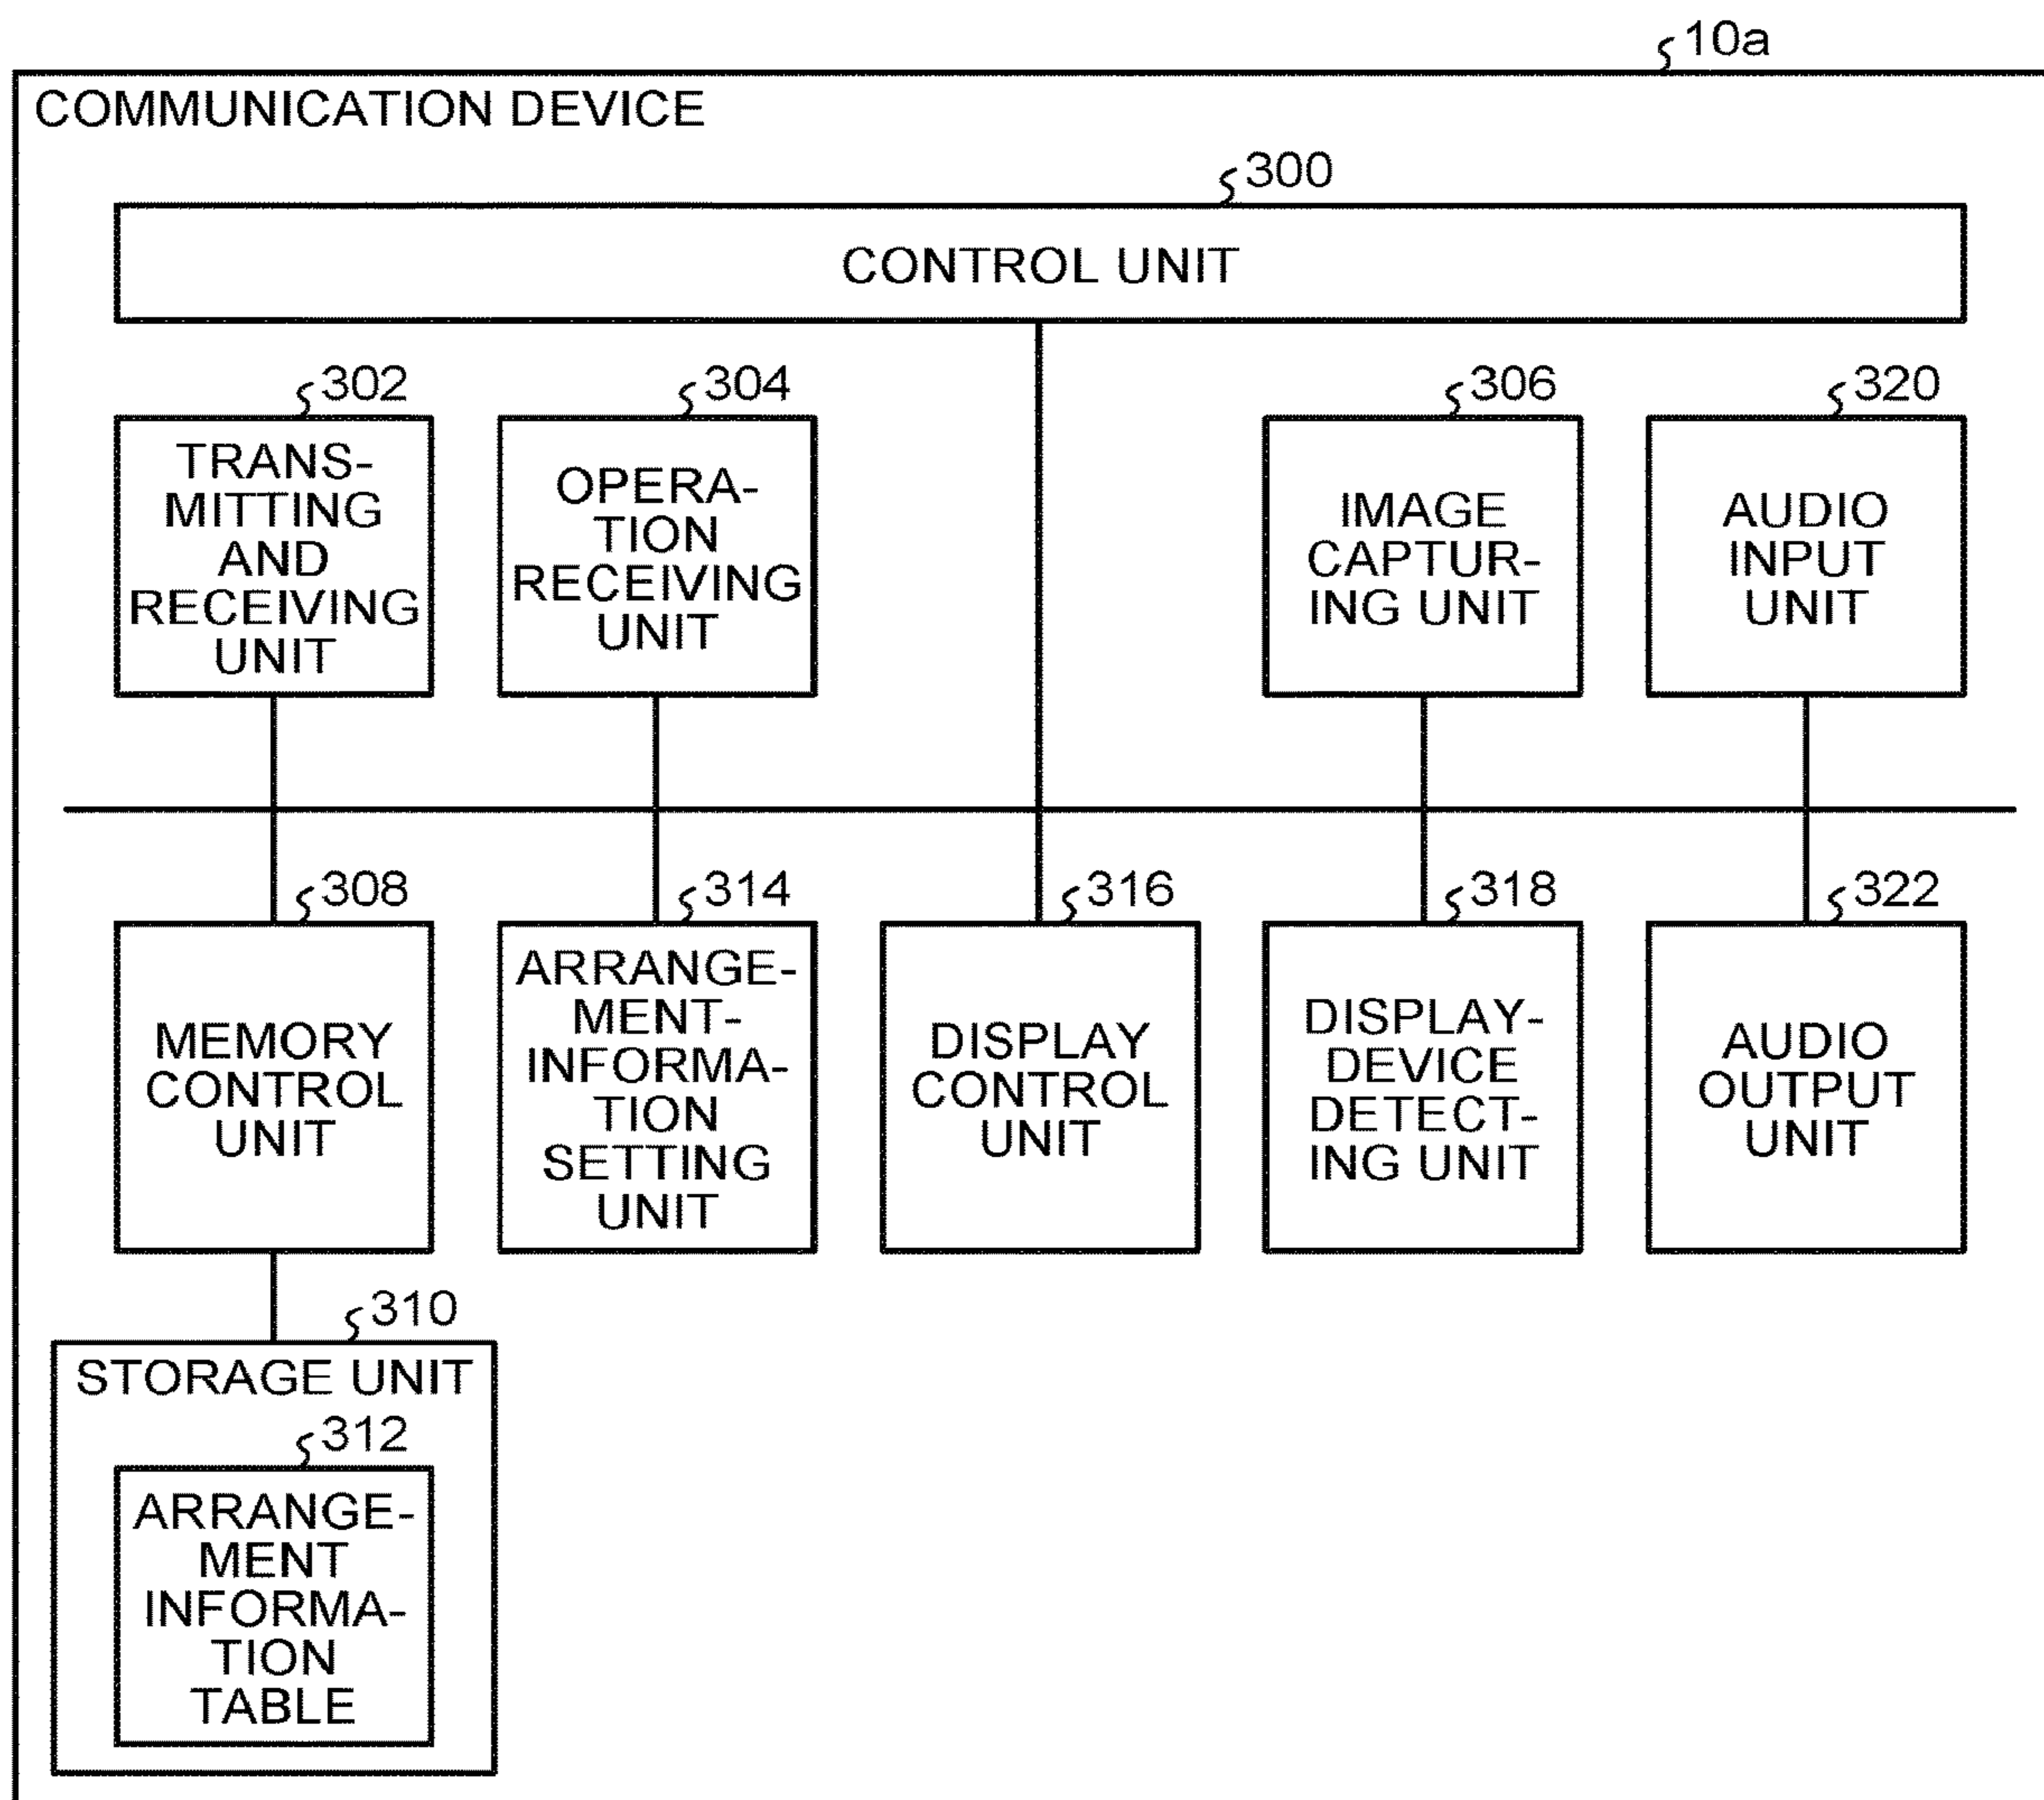 10a
COMMUNICATION DEVICE
300
CONTROL UNIT
302
TRANS-
MITTING
AND
RECEIVING
UNIT
304
OPERA-
TION
RECEIVING
UNIT
306
IMAGE
CAPTUR-
ING UNIT
320
AUDIO
INPUT
UNIT
308
MEMORY
CONTROL
UNIT
314
ARRANGE-
MENT-
INFORMA-
TION
SETTING
UNIT
316
DISPLAY
CONTROL
UNIT
318
DISPLAY-
DEVICE
DETECT-
ING UNIT
322
AUDIO
OUTPUT
UNIT
310
STORAGE UNIT
312
ARRANGE-
MENT
INFORMA-
TION
TABLE